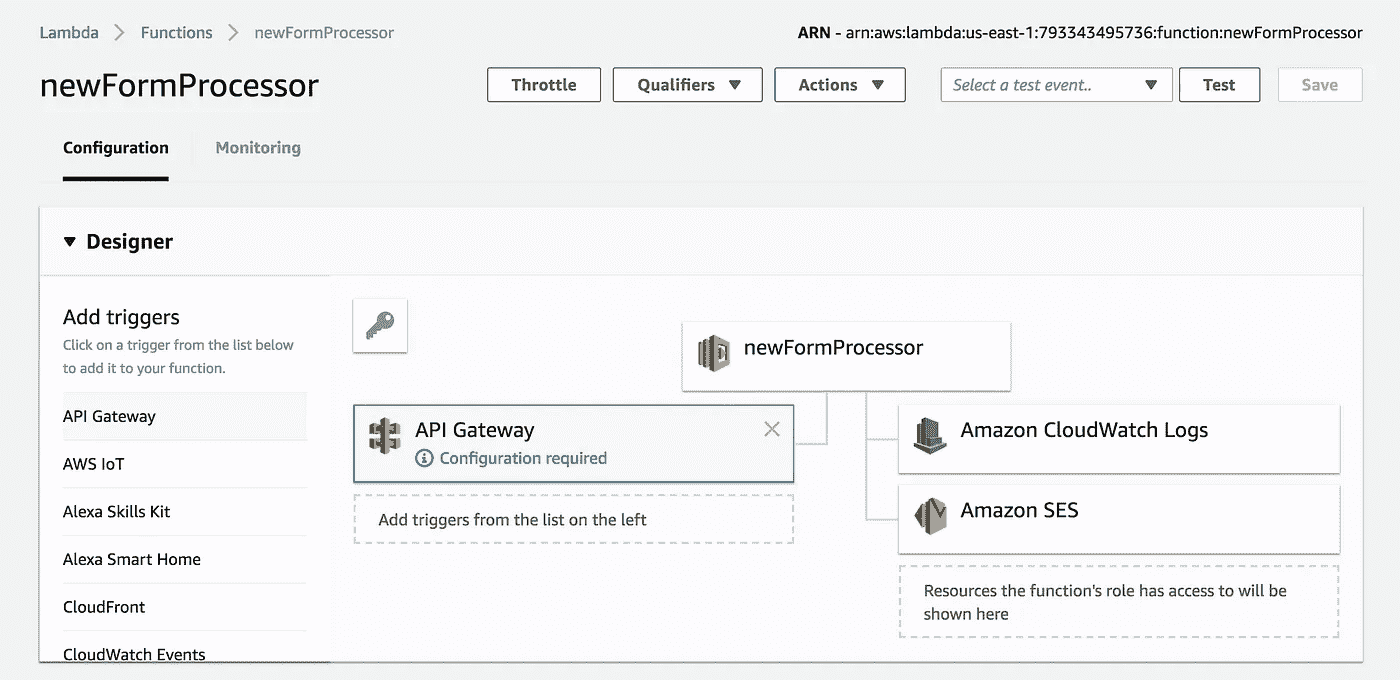 Lambda > Functions > newFormProcessor
ARN - arn:aws:lambda:us-east-1:793343495736:function:newFormProcessor
newFormProcessor
Throttle
Qualifiers
Actions
Select a test event..
Test
Save
Configuration
Monitoring
Designer
Add triggers
Click on a trigger from the list below
to add it to your function.
API Gateway
AWS IoT
Alexa Skills Kit
Alexa Smart Home
CloudFront
CloudWatch Events
newFormProcessor
API Gateway
Configuration required
Add triggers from the list on the left
Amazon CloudWatch Logs
Amazon SES
Resources the function's role has access to will be
shown here